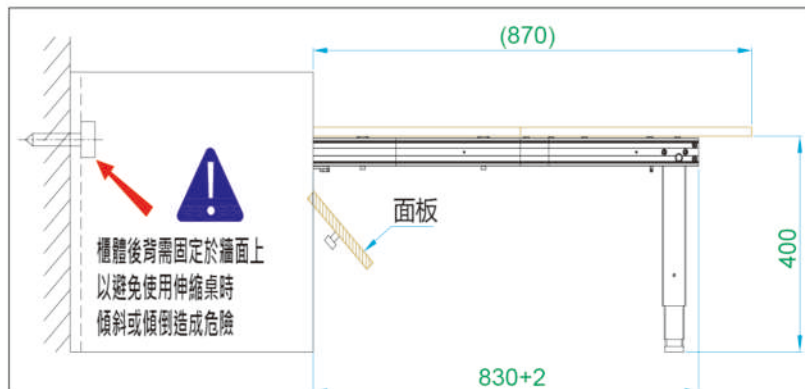 (870)
面板
400
櫃體後背需固定於牆面上
以避免使用伸縮桌時
傾斜或傾倒造成危險
830+2